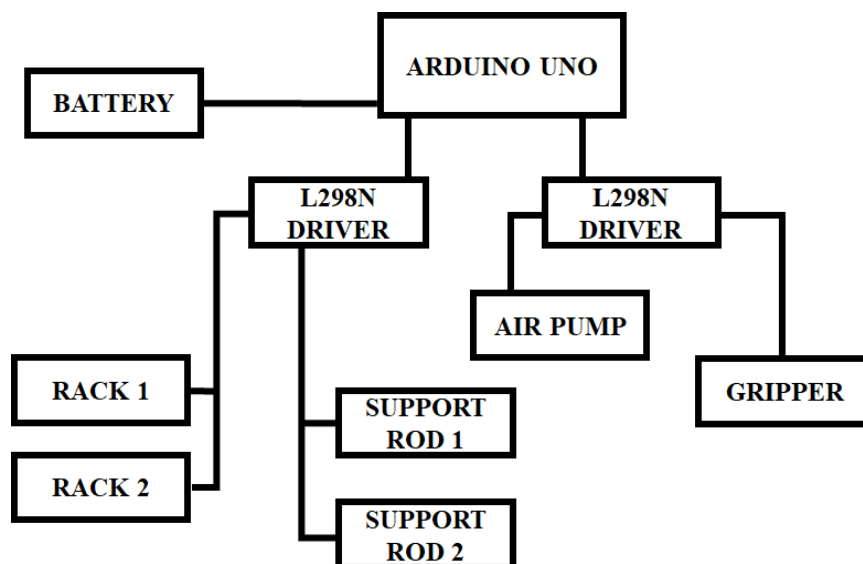 ARDUINO UNO
BATTERY
L298N
DRIVER
L298N
DRIVER
AIR PUMP
RACK 1
GRIPPER
SUPPORT
ROD 1
RACK 2
SUPPORT
ROD 2